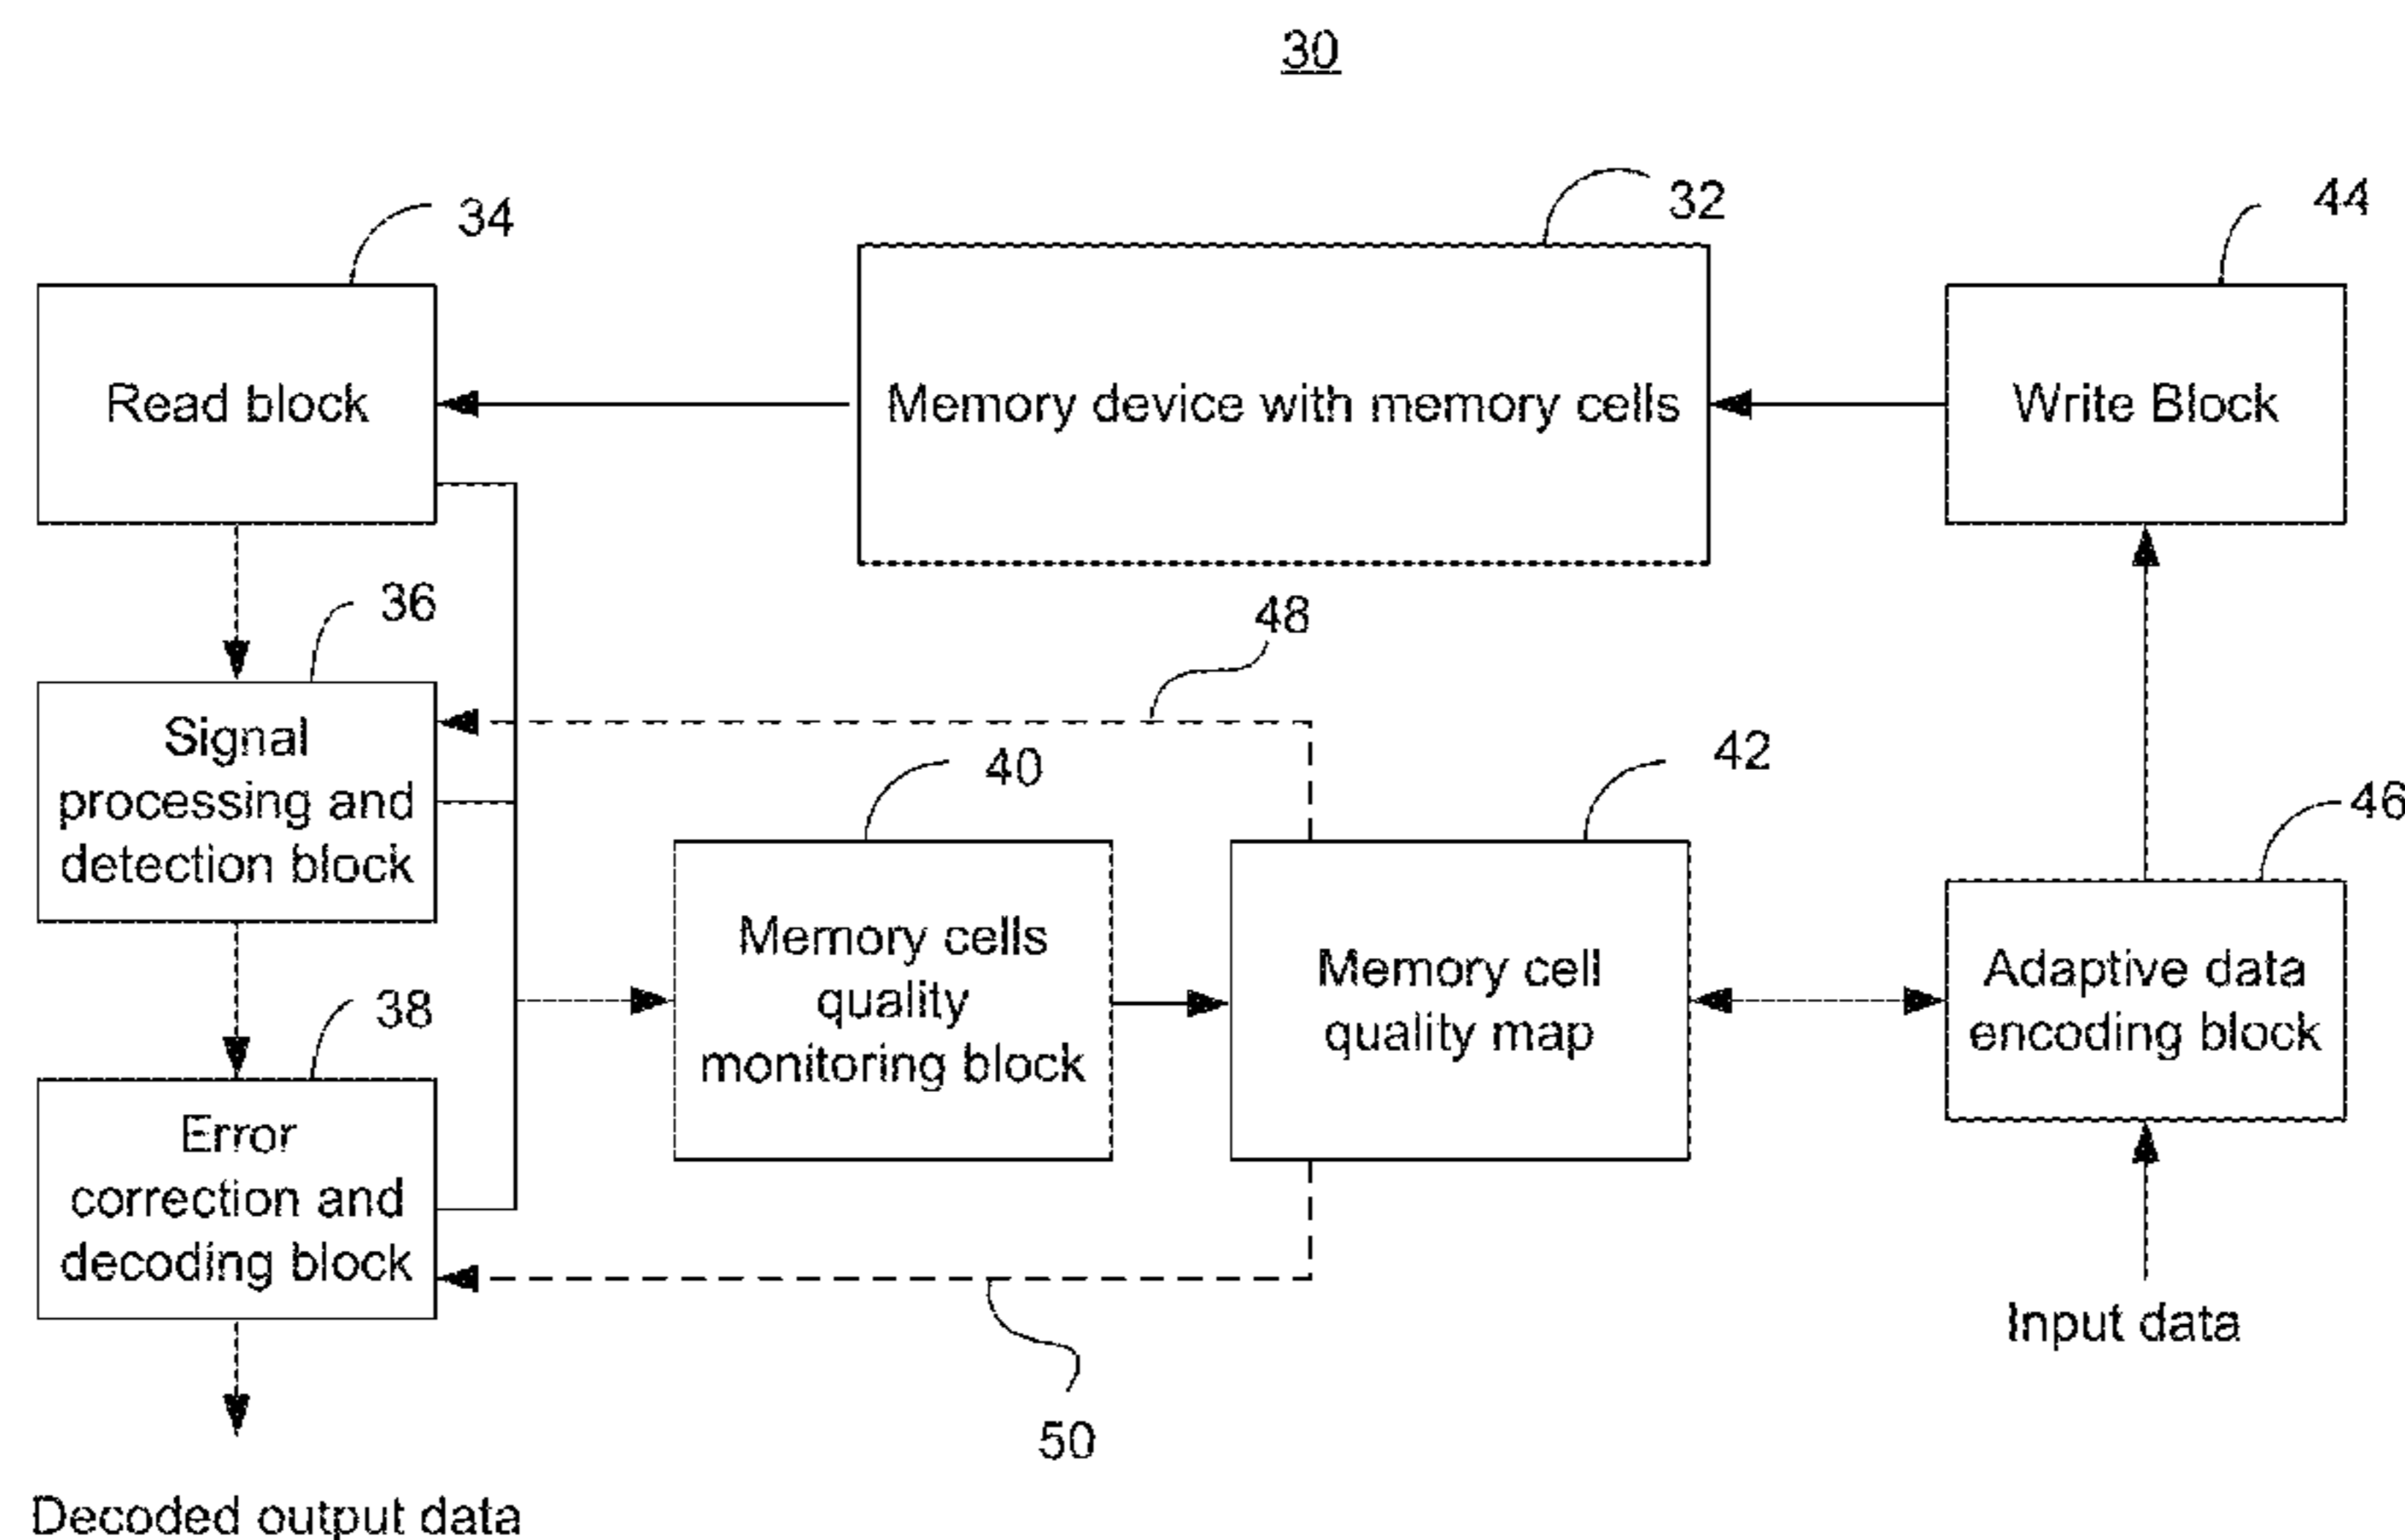 30
34
32
44
Read block
Memory device with memory cells
Write Block
36
48
Signal
processing and
detection block
40
42
46
Memory cells
quality
monitoring block
Memory cell
quality map
Adaptive data
encoding block
38
Error
correction and
decoding block
Input data
50
Decoded output data